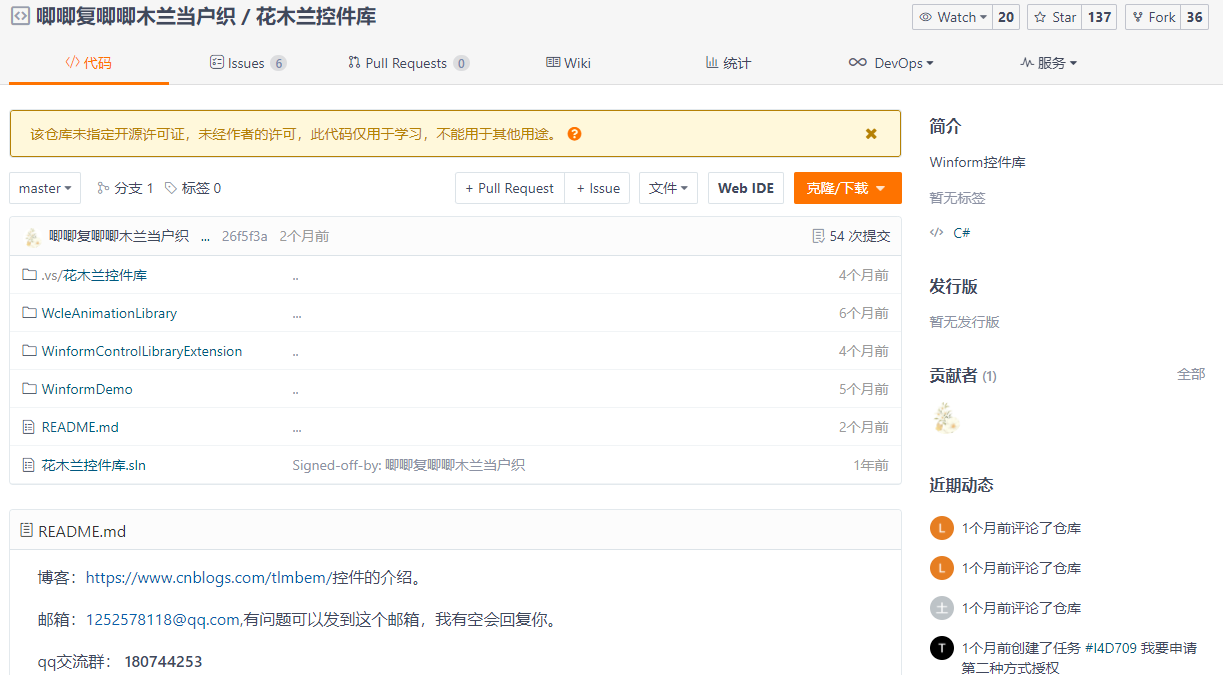 唧唧复唧唧木兰当户织 / 花木兰控件库
Watch 20 Star 137 Fork 36
代码 Issues 6 Pull Requests 0 Wiki 统计 DevOps 服务
该仓库未指定开源许可证，未经作者的许可，此代码仅用于学习，不能用于其他用途。
master 分支 1 标签 0 + Pull Request + Issue 文件 Web IDE 克隆/下载
唧唧复唧唧木兰当户织 ... 26f5f3a 2个月前 54 次提交
.vs/花木兰控件库 .. 4个月前
WcleAnimationLibrary ... 6个月前
WinformControlLibraryExtension .. 4个月前
WinformDemo .. 5个月前
README.md ... 2个月前
花木兰控件库.sln Signed-off-by: 唧唧复唧唧木兰当户织 1年前
README.md
博客：https://www.cnblogs.com/tlmbem/控件的介绍。
邮箱：1252578118@qq.com,有问题可以发到这个邮箱，我有空会回复你。
qq交流群： 180744253
简介
Winform控件库
暂无标签
C#
发行版
暂无发行版
贡献者 (1) 全部
近期动态
L 1个月前评论了仓库
L 1个月前评论了仓库
士 1个月前评论了仓库
T 1个月前创建了任务 #I4D709 我要申请
第二种方式授权